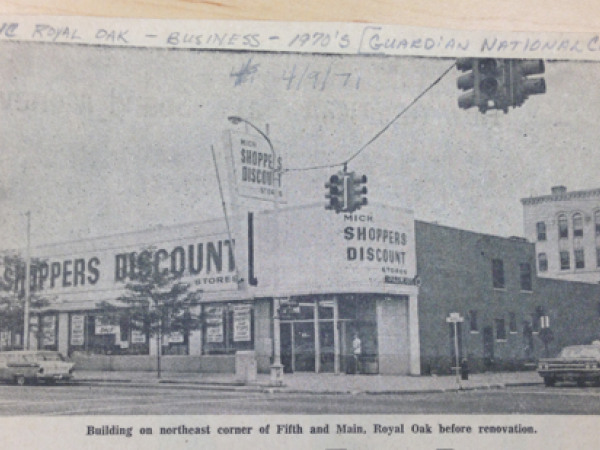 ROYAL OAK - BUSINESS - 1970'S [GUARDIAN NATIONAL
4/9/71
MICH.
SHOPPERS
DISCOUNT
STORES
SHOPPERS DISCOUNT
STORES
MICH.
SHOPPERS
DISCOUNT
STORES
Building on northeast corner of Fifth and Main, Royal Oak before renovation.